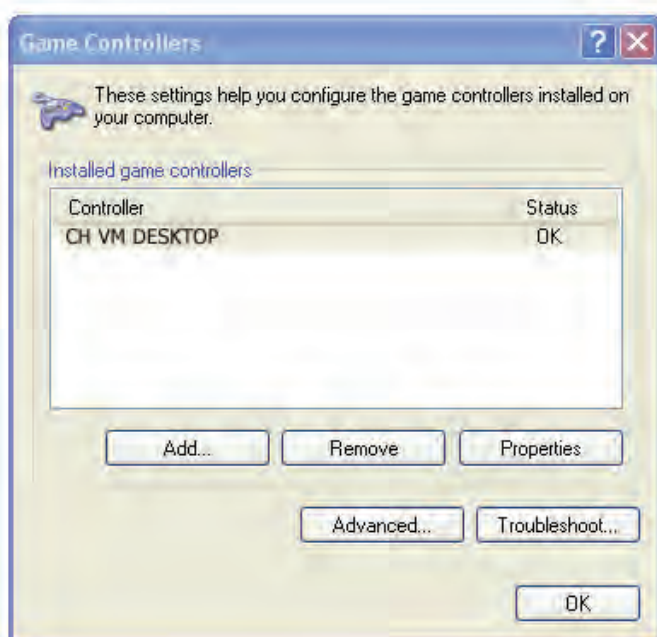 Game Controllers
?
These settings help you configure the game controllers installed on
your computer.
Installed game controllers
Controller Status
CH VM DESKTOP OK
Add... Remove Properties
Advanced... Troubleshoot...
OK